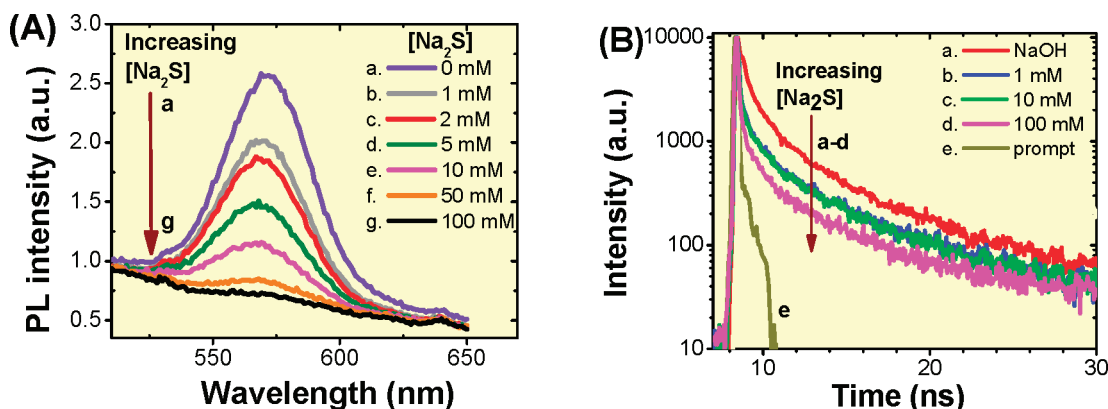 (A)
Increasing
[Na₂S]
a
g
[Na₂S]
a. 0 mM
b. 1 mM
c. 2 mM
d. 5 mM
e. 10 mM
f. 50 mM
g. 100 mM
3.0
2.5
2.0
1.5
1.0
0.5
PL intensity (a.u.)
550 600 650
Wavelength (nm)
(B)
Increasing
[Na₂S]
a-d
a. NaOH
b. 1 mM
c. 10 mM
d. 100 mM
e. prompt
e
10000
1000
100
10
Intensity (a.u.)
10 20 30
Time (ns)